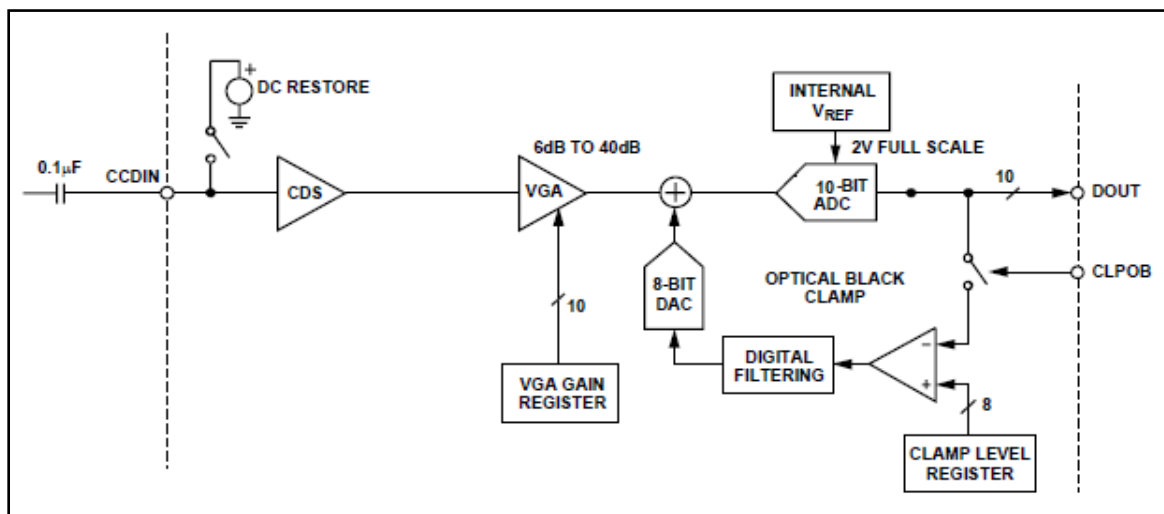 +
DC RESTORE
0.1µF
CCDIN
CDS
6dB TO 40dB
VGA
10
VGA GAIN
REGISTER
+
8-BIT
DAC
INTERNAL
VREF
2V FULL SCALE
10-BIT
ADC
10
DOUT
CLPOB
OPTICAL BLACK
CLAMP
DIGITAL
FILTERING
−
+
8
CLAMP LEVEL
REGISTER